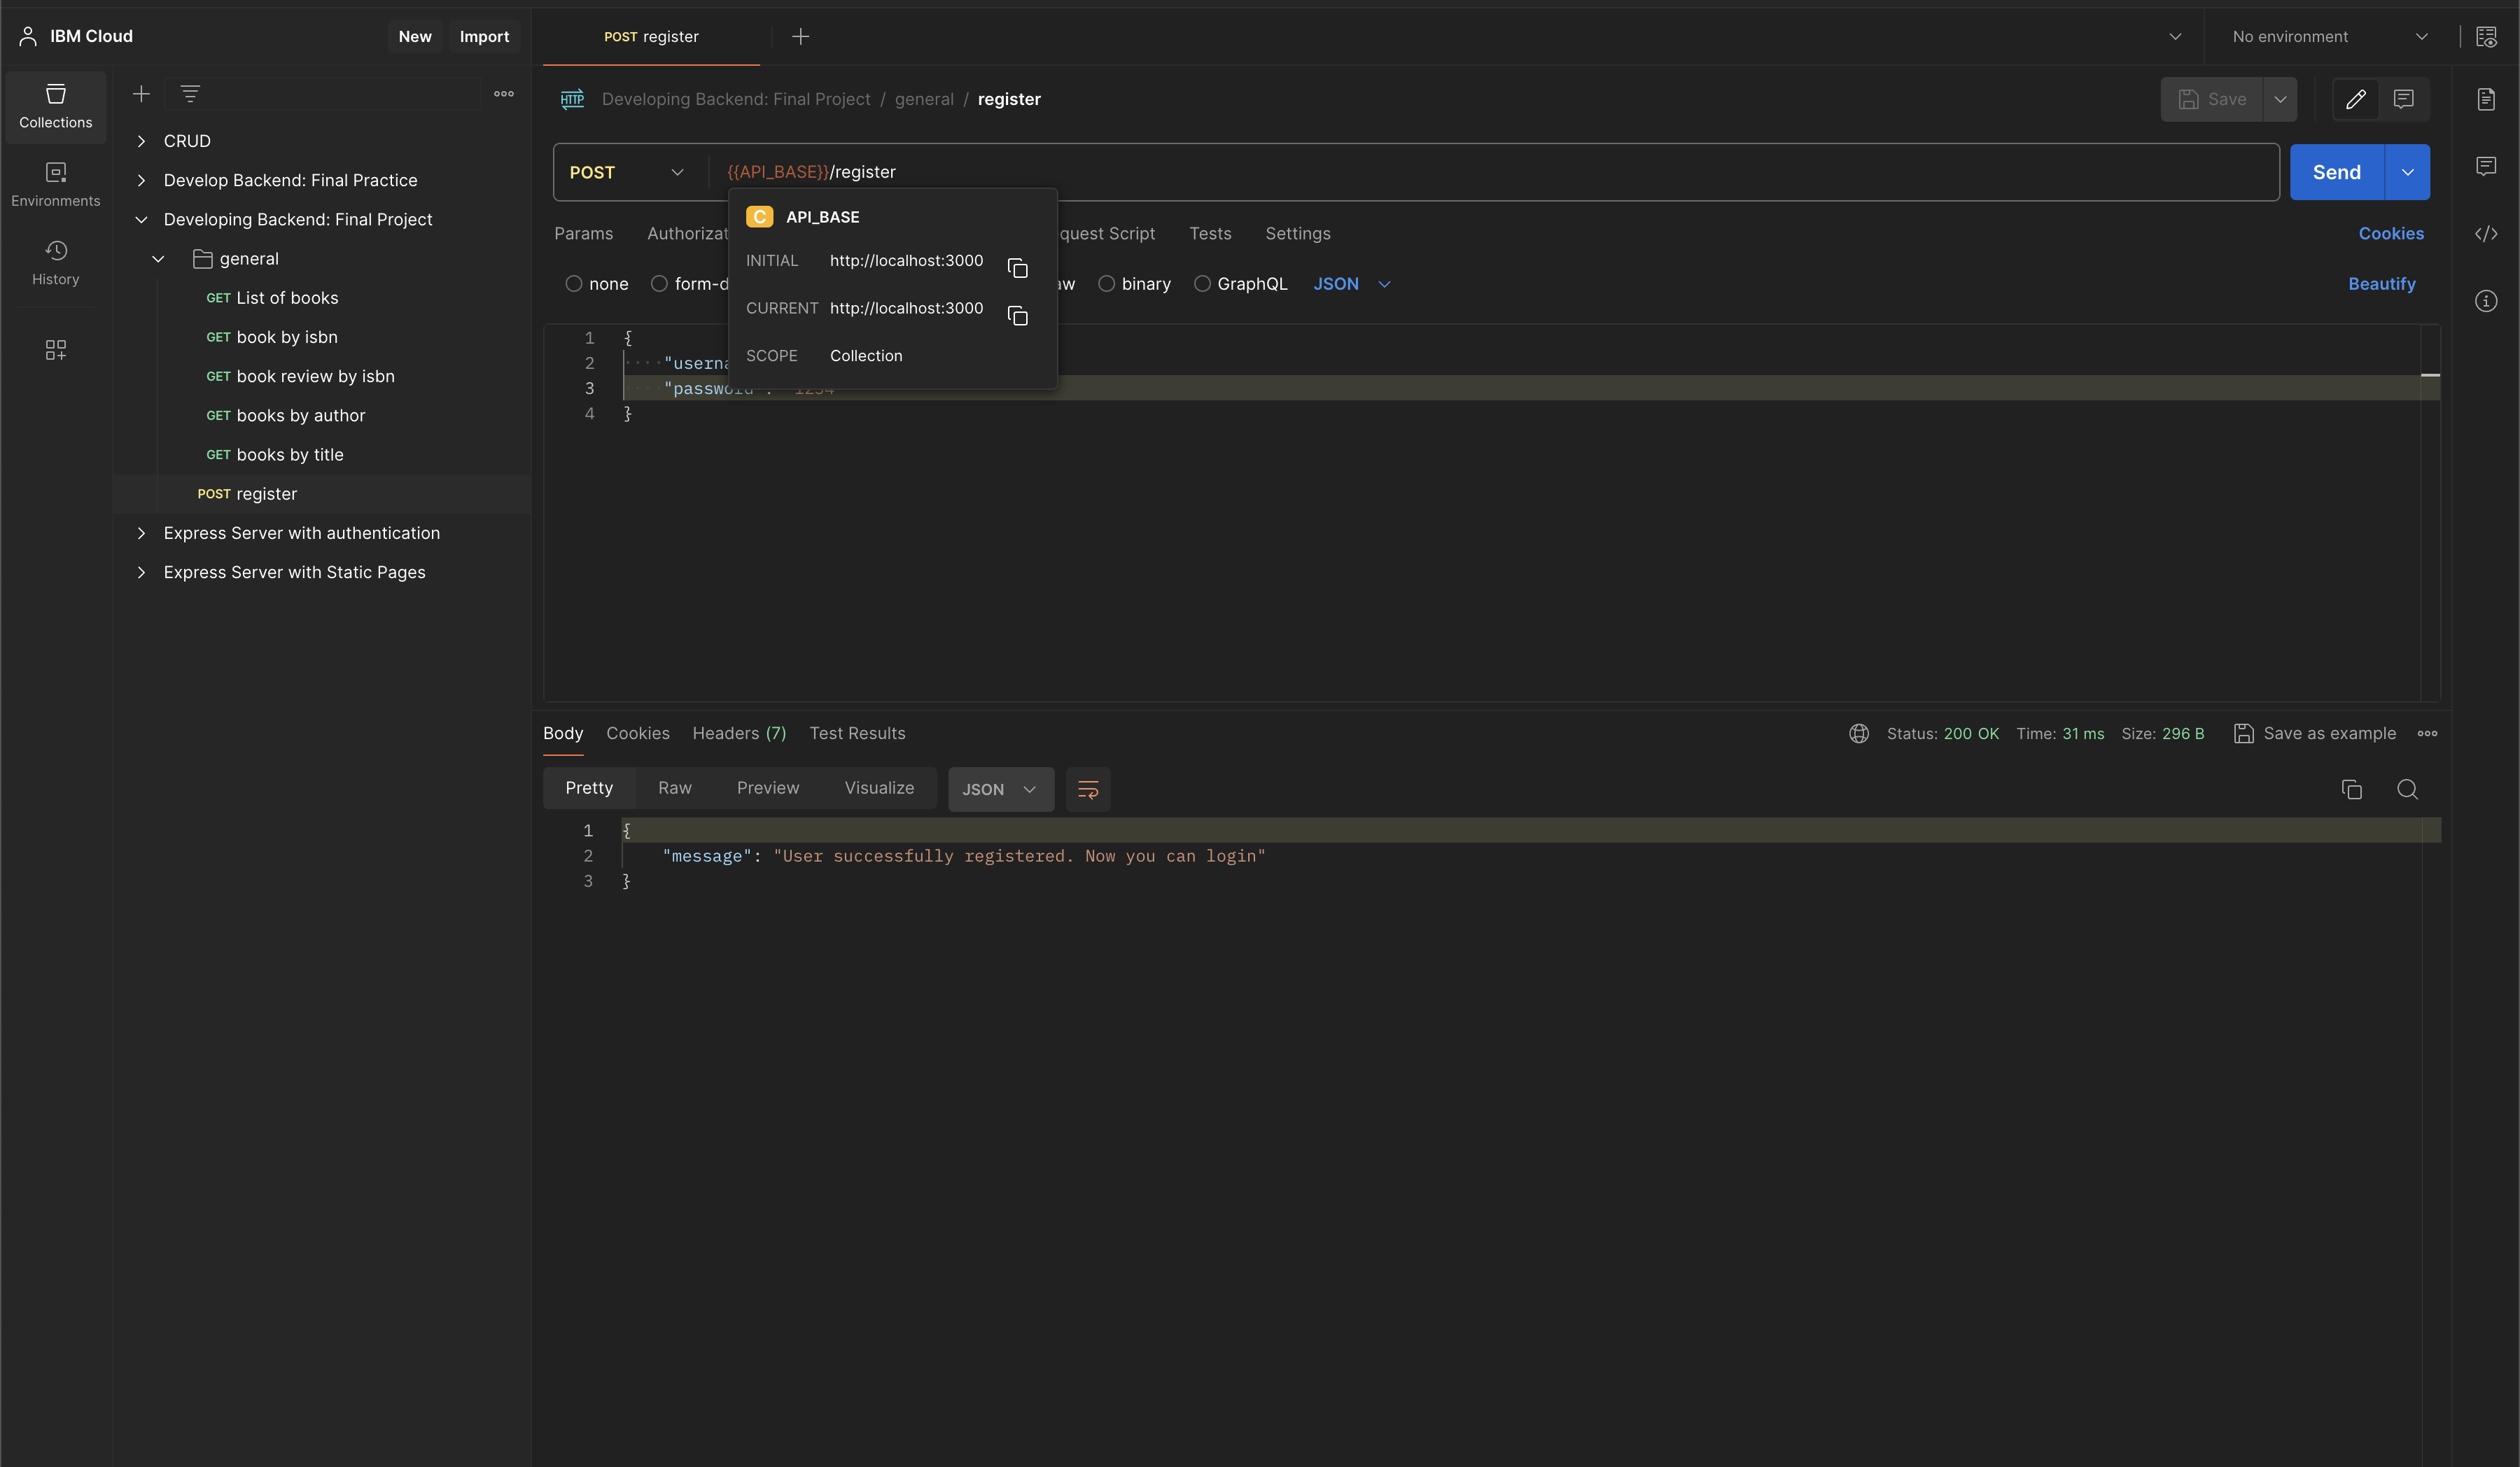 IBM Cloud
New
Import
POST register
No environment
Collections
Environments
History
CRUD
Develop Backend: Final Practice
Developing Backend: Final Project
general
GET List of books
GET book by isbn
GET book review by isbn
GET books by author
GET books by title
POST register
Express Server with authentication
Express Server with Static Pages
HTTP Developing Backend: Final Project / general / register
Save
POST
{{API_BASE}}/register
Send
C API_BASE
INITIAL http://localhost:3000
CURRENT http://localhost:3000
SCOPE Collection
Params
Authorizat
quest Script
Tests
Settings
Cookies
none
form-d
aw
binary
GraphQL
JSON
Beautify
1 {
2 "userna
3 "password
4 }
Body
Cookies
Headers (7)
Test Results
Status: 200 OK Time: 31 ms Size: 296 B
Save as example
Pretty
Raw
Preview
Visualize
JSON
1 {
2 "message": "User successfully registered. Now you can login"
3 }